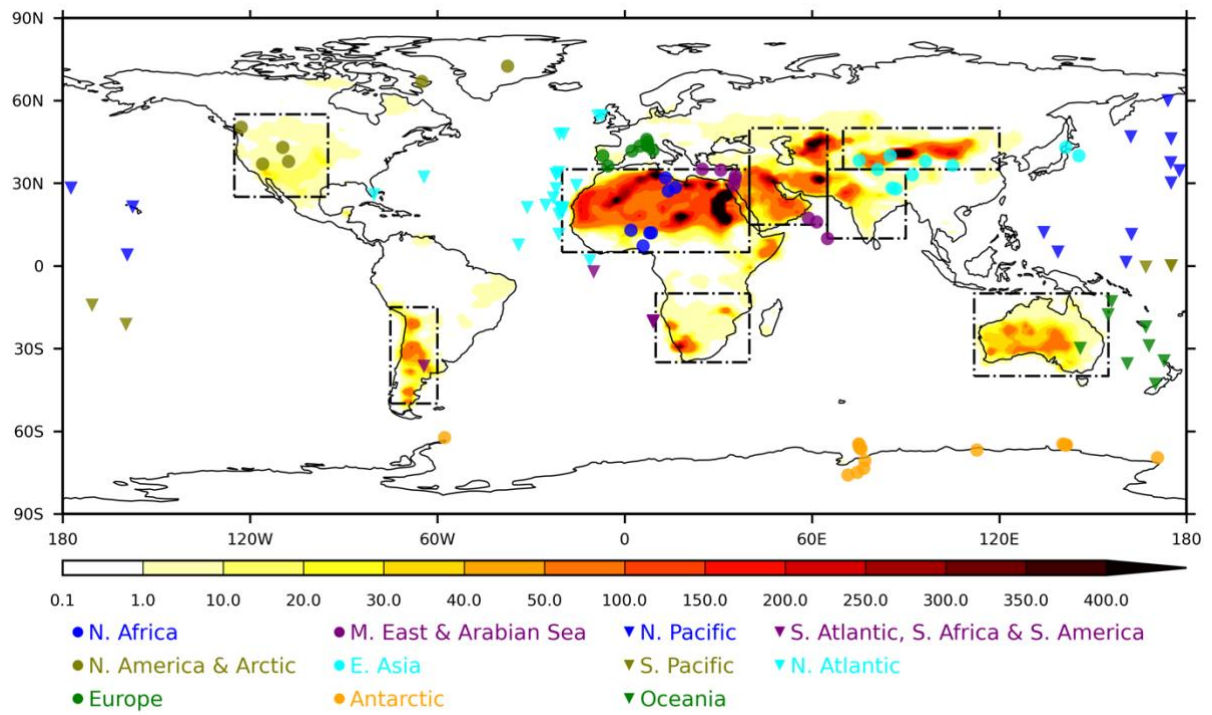 90N
60N
30N
0
30S
60S
90S
180 120W 60W 0 60E 120E 180
0.1 1.0 10.0 20.0 30.0 40.0 50.0 100.0 150.0 200.0 250.0 300.0 350.0 400.0
N. Africa M. East & Arabian Sea N. Pacific S. Atlantic, S. Africa & S. America
N. America & Arctic E. Asia S. Pacific N. Atlantic
Europe Antarctic Oceania